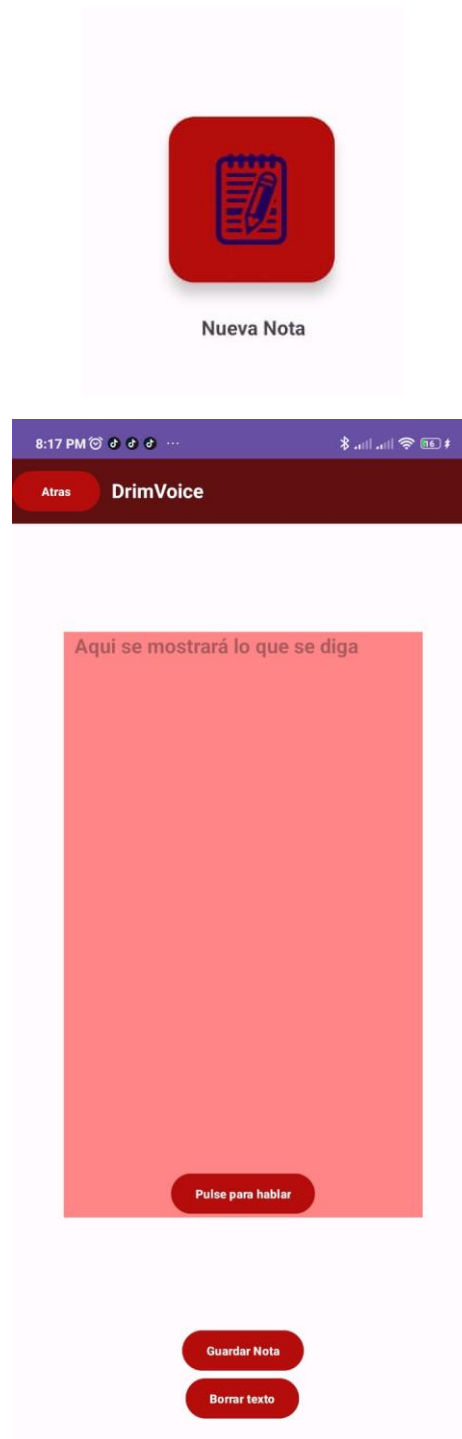 Nueva Nota
8:17 PM ...
16
Atras DrimVoice
Aqui se mostrará lo que se diga
Pulse para hablar
Guardar Nota
Borrar texto